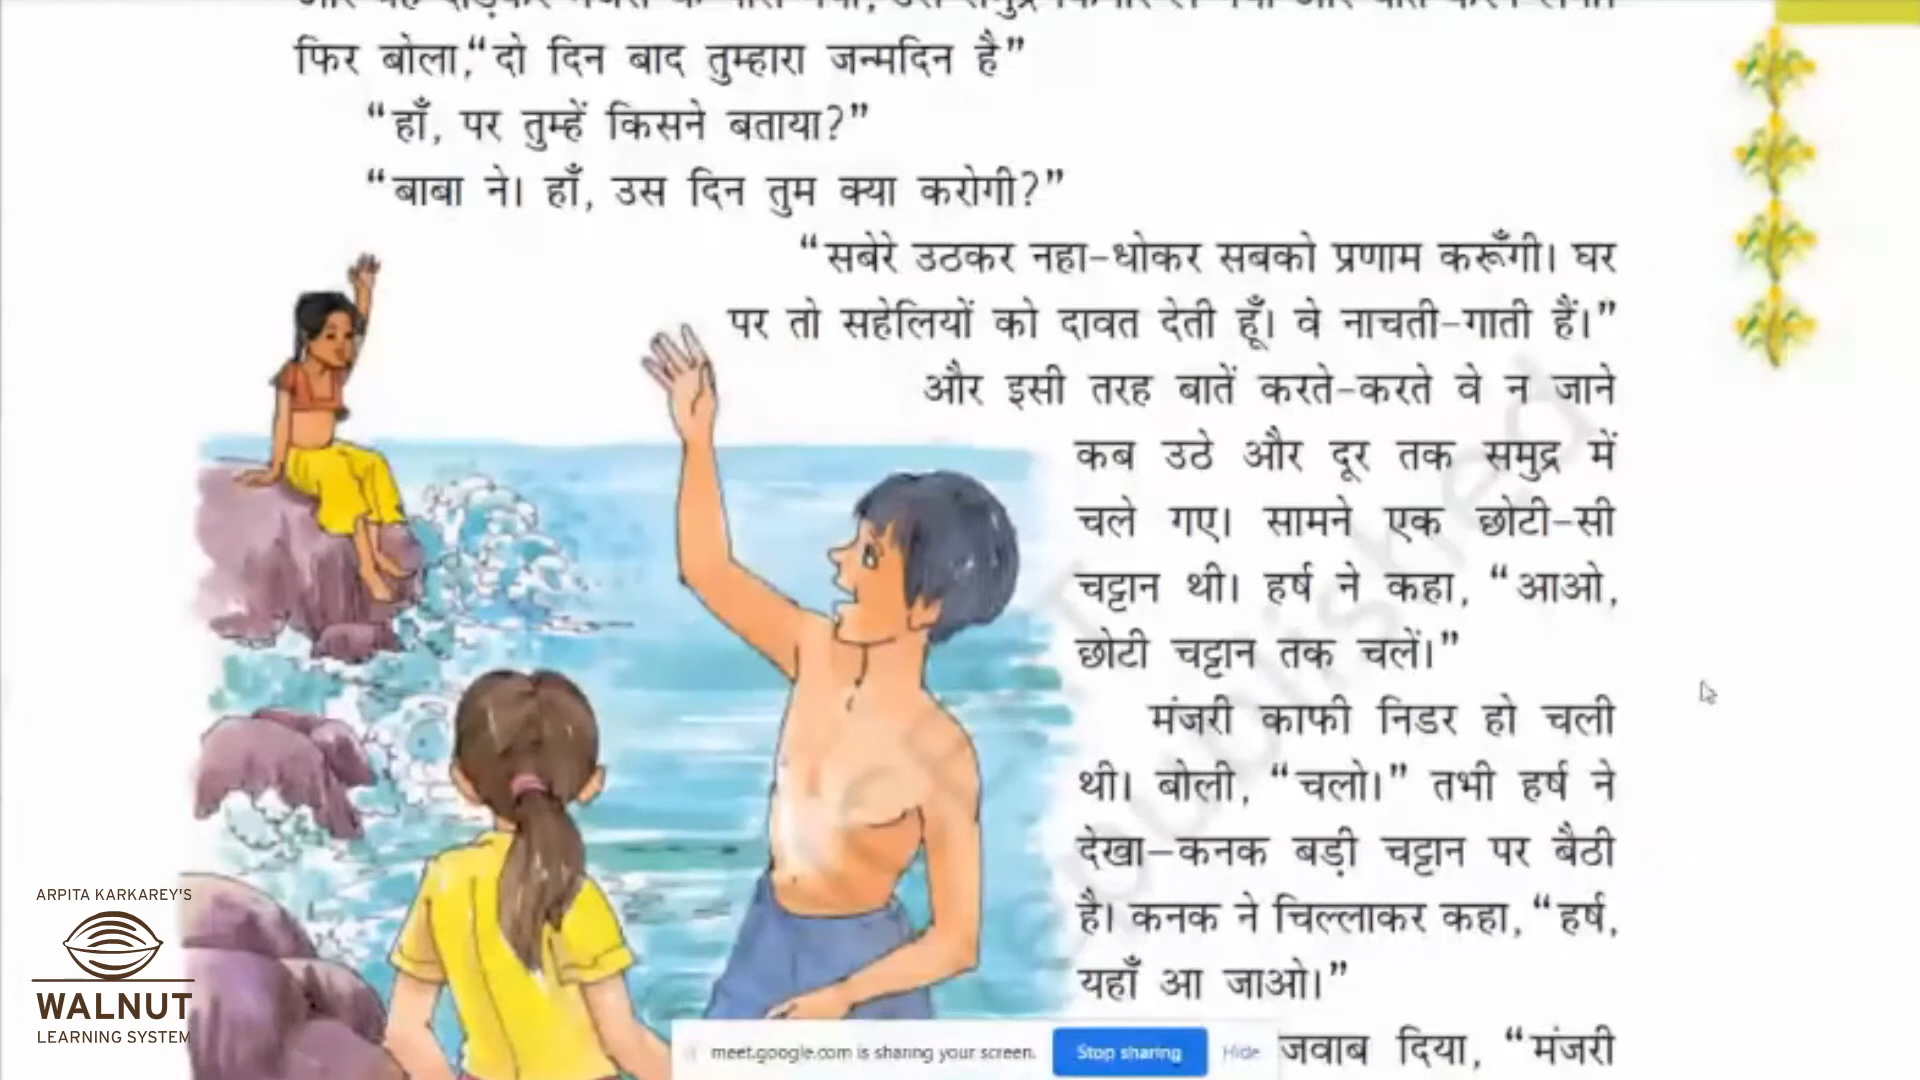 फिर बोला,“दो दिन बाद तुम्हारा जन्मदिन है”
“हाँ, पर तुम्हें किसने बताया?”
“बाबा ने। हाँ, उस दिन तुम क्या करोगी?”
“सबेरे उठकर नहा-धोकर सबको प्रणाम करूँगी। घर
पर तो सहेलियों को दावत देती हूँ। वे नाचती-गाती हैं।”
और इसी तरह बातें करते-करते वे न जाने
कब उठे और दूर तक समुद्र में
चले गए। सामने एक छोटी-सी
चट्टान थी। हर्ष ने कहा, “आओ,
छोटी चट्टान तक चलें।”
मंजरी काफी निडर हो चली
थी। बोली, “चलो।” तभी हर्ष ने
देखा—कनक बड़ी चट्टान पर बैठी
है। कनक ने चिल्लाकर कहा, “हर्ष,
यहाँ आ जाओ।”
जवाब दिया, “मंजरी
ARPITA KARKAREY'S
WALNUT
LEARNING SYSTEM
meet.google.com is sharing your screen.
Stop sharing
Hide